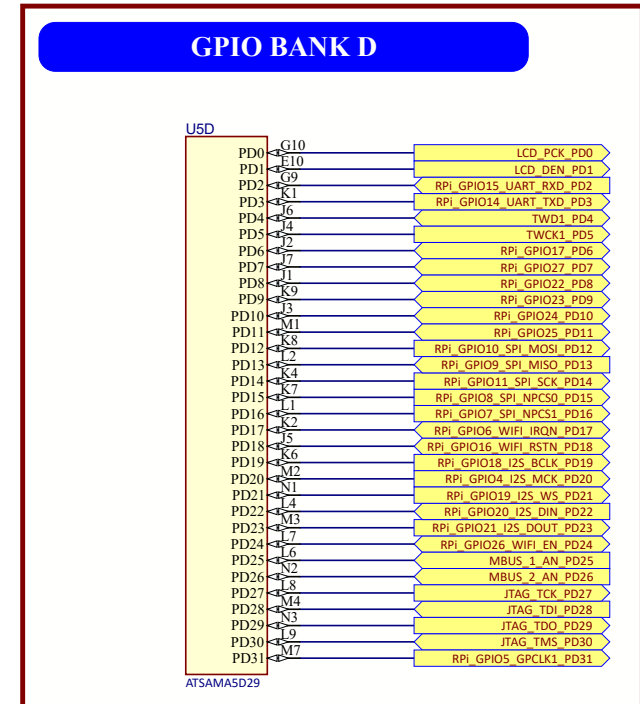 GPIO BANK D
U5D
PD0 G10 LCD_PCK_PD0
PD1 E10 LCD_DEN_PD1
PD2 G9 RPi_GPIO15_UART_RXD_PD2
PD3 K1 RPi_GPIO14_UART_TXD_PD3
PD4 J6 TWD1_PD4
PD5 J4 TWCK1_PD5
PD6 J2 RPi_GPIO17_PD6
PD7 J7 RPi_GPIO27_PD7
PD8 J1 RPi_GPIO22_PD8
PD9 K9 RPi_GPIO23_PD9
PD10 J3 RPi_GPIO24_PD10
PD11 M1 RPi_GPIO25_PD11
PD12 K8 RPi_GPIO10_SPI_MOSI_PD12
PD13 L2 RPi_GPIO9_SPI_MISO_PD13
PD14 K4 RPi_GPIO11_SPI_SCK_PD14
PD15 K7 RPi_GPIO8_SPI_NPCS0_PD15
PD16 L1 RPi_GPIO7_SPI_NPCS1_PD16
PD17 K2 RPi_GPIO6_WIFI_IRQN_PD17
PD18 J5 RPi_GPIO16_WIFI_RSTN_PD18
PD19 K6 RPi_GPIO18_I2S_BCLK_PD19
PD20 M2 RPi_GPIO4_I2S_MCK_PD20
PD21 N1 RPi_GPIO19_I2S_WS_PD21
PD22 L4 RPi_GPIO20_I2S_DIN_PD22
PD23 M3 RPi_GPIO21_I2S_DOUT_PD23
PD24 L7 RPi_GPIO26_WIFI_EN_PD24
PD25 L6 MBUS_1_AN_PD25
PD26 N2 MBUS_2_AN_PD26
PD27 L8 JTAG_TCK_PD27
PD28 M4 JTAG_TDI_PD28
PD29 N3 JTAG_TDO_PD29
PD30 L9 JTAG_TMS_PD30
PD31 M7 RPi_GPIO5_GPCLK1_PD31
ATSAMA5D29